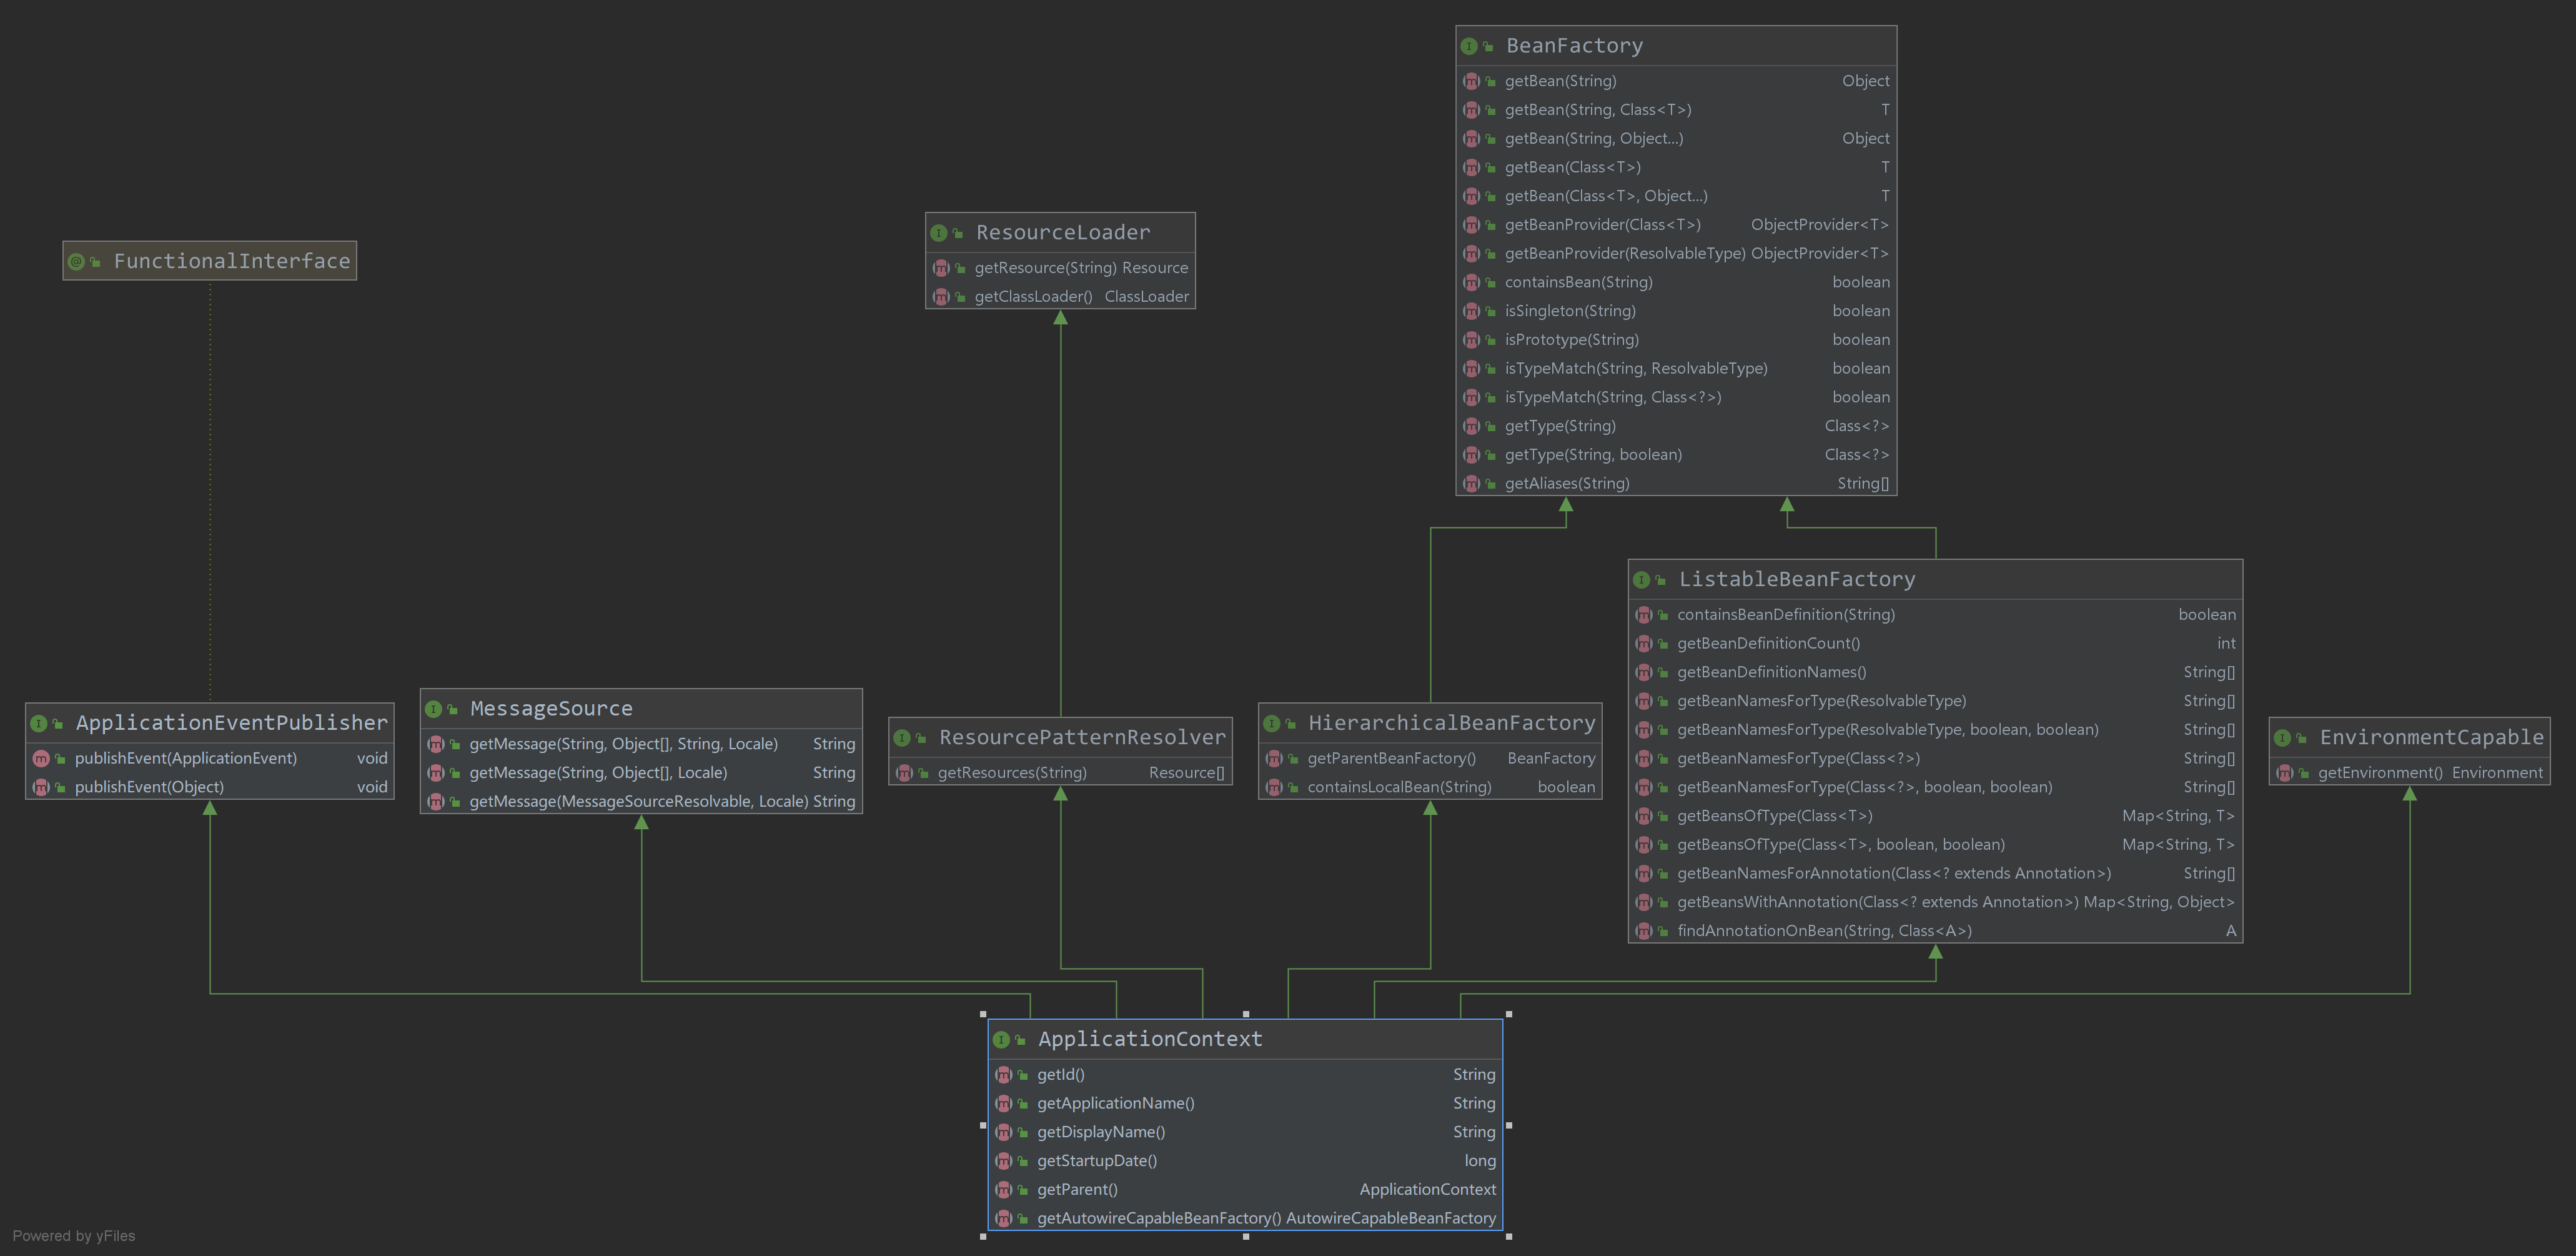 BeanFactory
getBean(String) Object
getBean(String, Class<T>) T
getBean(String, Object...) Object
getBean(Class<T>) T
getBean(Class<T>, Object...) T
getBeanProvider(Class<T>) ObjectProvider<T>
getBeanProvider(ResolvableType) ObjectProvider<T>
containsBean(String) boolean
isSingleton(String) boolean
isPrototype(String) boolean
isTypeMatch(String, ResolvableType) boolean
isTypeMatch(String, Class<?>) boolean
getType(String) Class<?>
getType(String, boolean) Class<?>
getAliases(String) String[]
ResourceLoader
getResource(String) Resource
getClassLoader() ClassLoader
FunctionalInterface
ListableBeanFactory
containsBeanDefinition(String) boolean
getBeanDefinitionCount() int
getBeanDefinitionNames() String[]
getBeanNamesForType(ResolvableType) String[]
getBeanNamesForType(ResolvableType, boolean, boolean) String[]
getBeanNamesForType(Class<?>) String[]
getBeanNamesForType(Class<?>, boolean, boolean) String[]
getBeansOfType(Class<T>) Map<String, T>
getBeansOfType(Class<T>, boolean, boolean) Map<String, T>
getBeanNamesForAnnotation(Class<? extends Annotation>) String[]
getBeansWithAnnotation(Class<? extends Annotation>) Map<String, Object>
findAnnotationOnBean(String, Class<A>) A
ApplicationEventPublisher
publishEvent(ApplicationEvent) void
publishEvent(Object) void
MessageSource
getMessage(String, Object[], String, Locale) String
getMessage(String, Object[], Locale) String
getMessage(MessageSourceResolvable, Locale) String
ResourcePatternResolver
getResources(String) Resource[]
HierarchicalBeanFactory
getParentBeanFactory() BeanFactory
containsLocalBean(String) boolean
EnvironmentCapable
getEnvironment() Environment
ApplicationContext
getId() String
getApplicationName() String
getDisplayName() String
getStartupDate() long
getParent() ApplicationContext
getAutowireCapableBeanFactory() AutowireCapableBeanFactory
Powered by yFiles